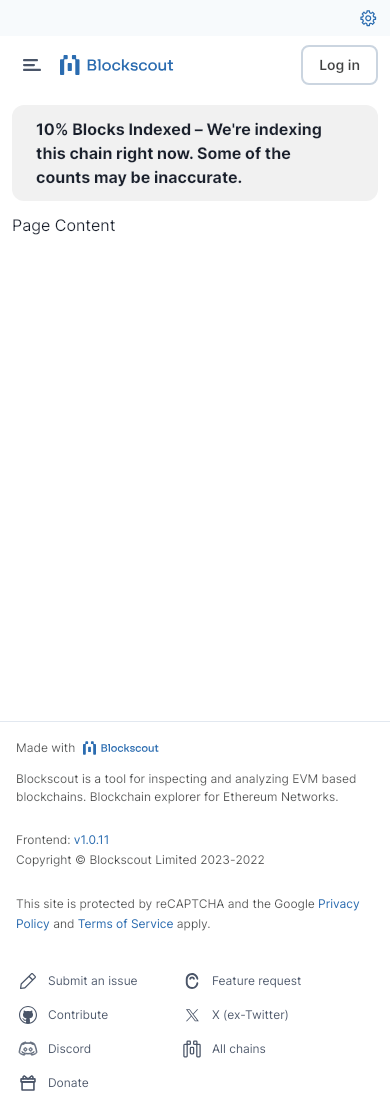 Blockscout
Log in
10% Blocks Indexed – We're indexing
this chain right now. Some of the
counts may be inaccurate.
Page Content
Made with Blockscout
Blockscout is a tool for inspecting and analyzing EVM based
blockchains. Blockchain explorer for Ethereum Networks.
Frontend: v1.0.11
Copyright © Blockscout Limited 2023-2022
This site is protected by reCAPTCHA and the Google Privacy
Policy and Terms of Service apply.
Submit an issue
Feature request
Contribute
X (ex-Twitter)
Discord
All chains
Donate